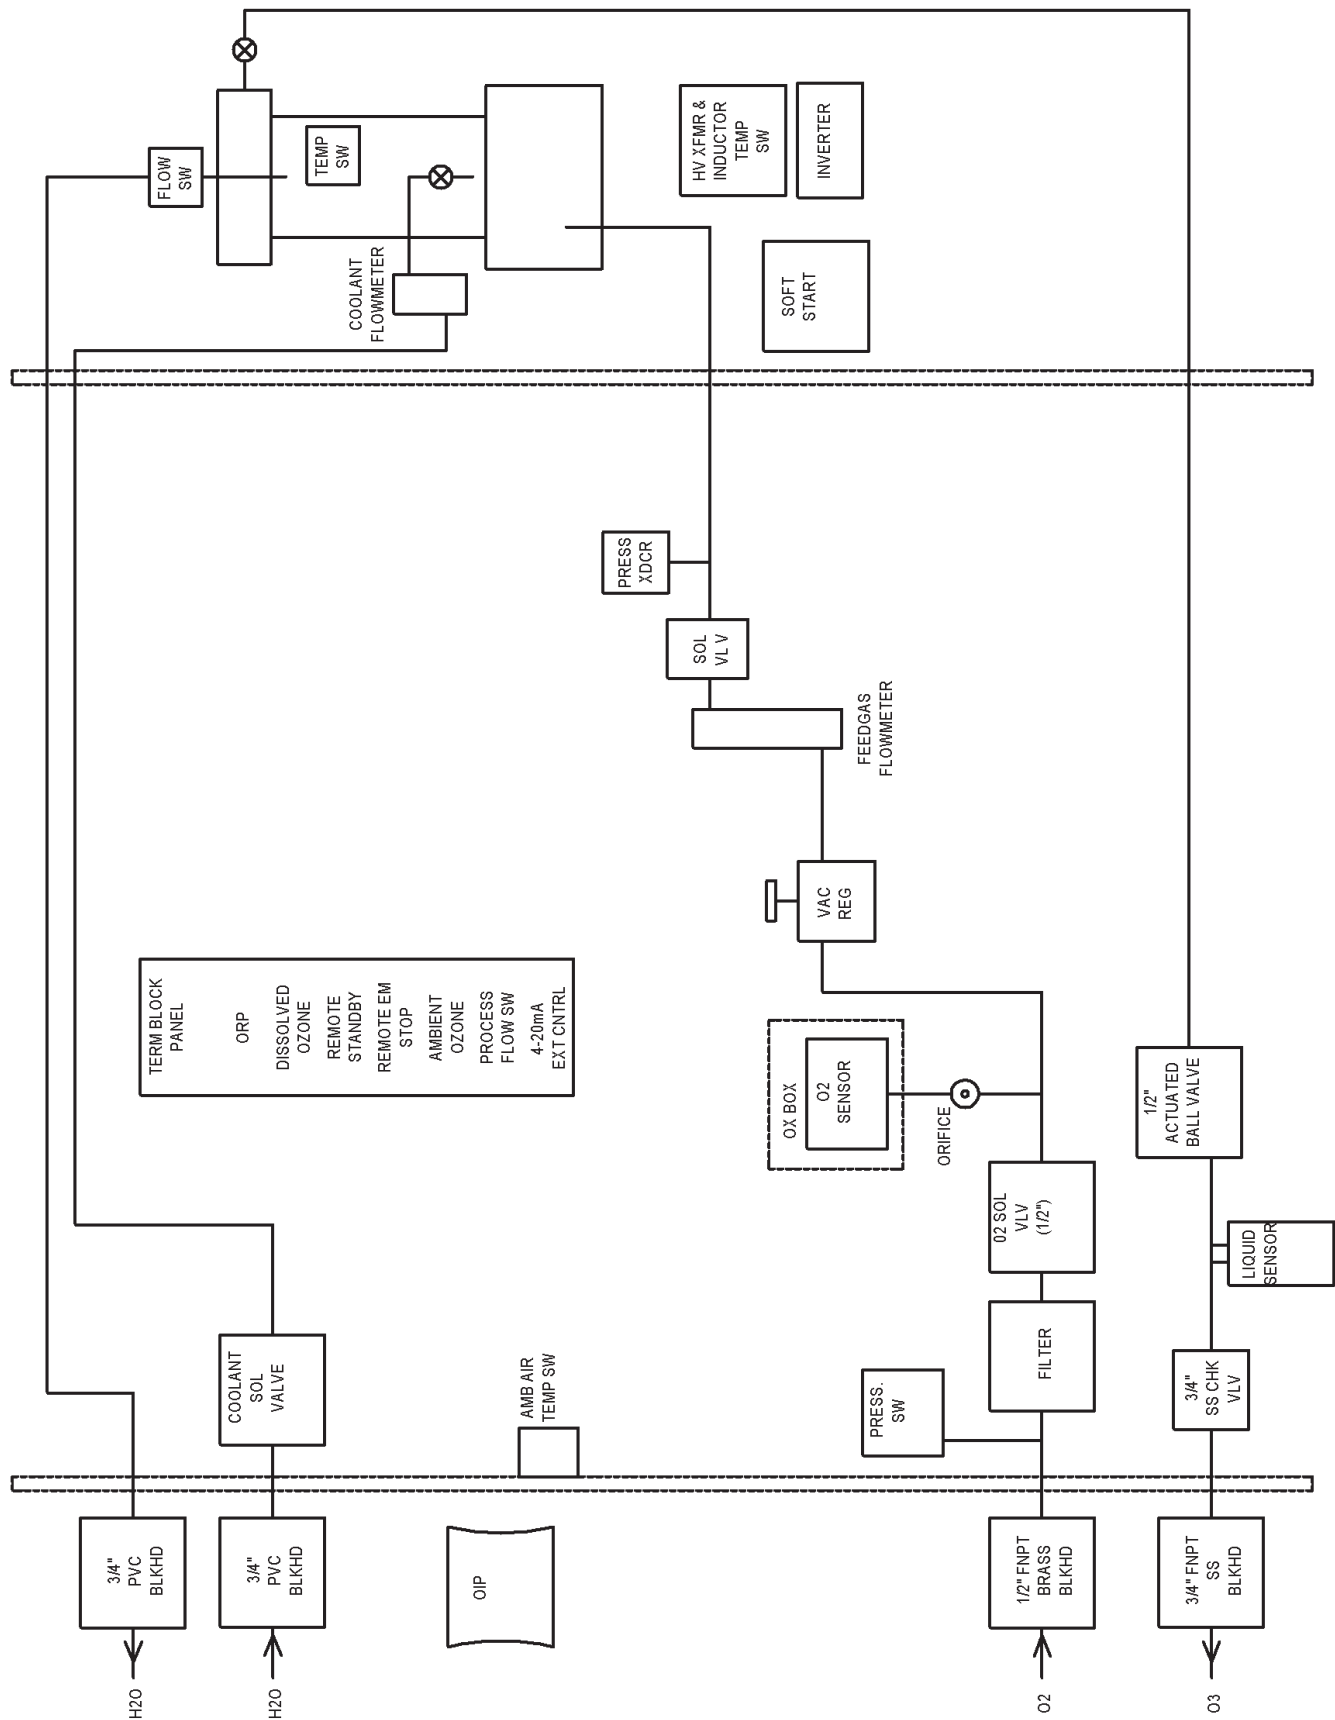 H2O
3/4"
PVC
BLKHD
H2O
3/4"
PVC
BLKHD
COOLANT
SOL
VALVE
OIP
AMB AIR
TEMP SW
TERM BLOCK
PANEL
ORP
DISSOLVED
OZONE
REMOTE
STANDBY
REMOTE EM
STOP
AMBIENT
OZONE
PROCESS
FLOW SW
4-20mA
EXT CNTRL
FLOW
SW
TEMP
SW
COOLANT
FLOWMETER
HV XFMR &
INDUCTOR
TEMP
SW
INVERTER
SOFT
START
PRESS
XDCR
SOL
VL V
FEEDGAS
FLOWMETER
VAC
REG
OX BOX
O2
SENSOR
ORIFICE
02 SOL
VLV
(1/2")
FILTER
PRESS.
SW
1/2" FNPT
BRASS
BLKHD
O2
1/2"
ACTUATED
BALL VALVE
LIQUID
SENSOR
3/4"
SS CHK
VLV
3/4" FNPT
SS
BLKHD
O3